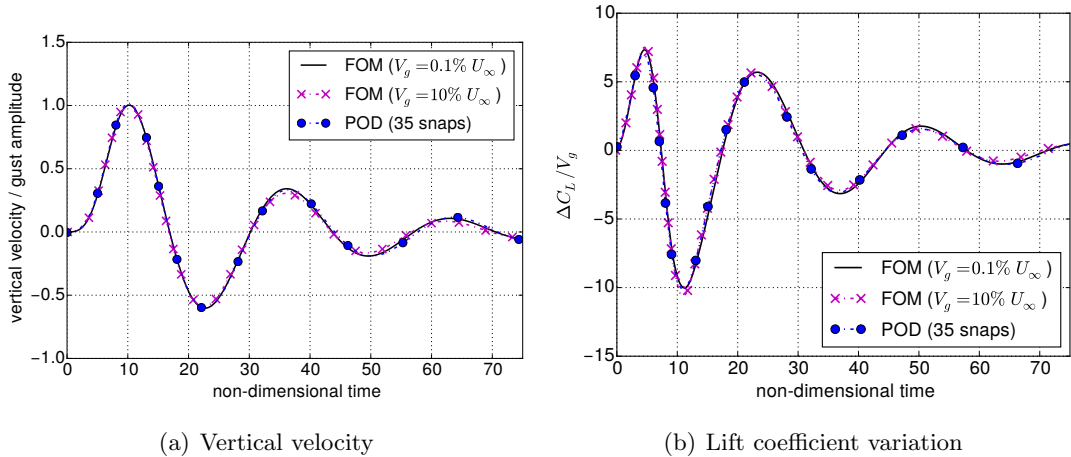 1.5
1.0
0.5
0.0
−0.5
−1.0
0 10 20 30 40 50 60 70
non-dimensional time
vertical velocity / gust amplitude
FOM (V_g = 0.1% U_∞ )
FOM (V_g = 10% U_∞ )
POD (35 snaps)
(a) Vertical velocity
10
5
0
−5
−10
−15
0 10 20 30 40 50 60 70
non-dimensional time
ΔC_L/V_g
FOM (V_g = 0.1% U_∞ )
FOM (V_g = 10% U_∞ )
POD (35 snaps)
(b) Lift coefficient variation